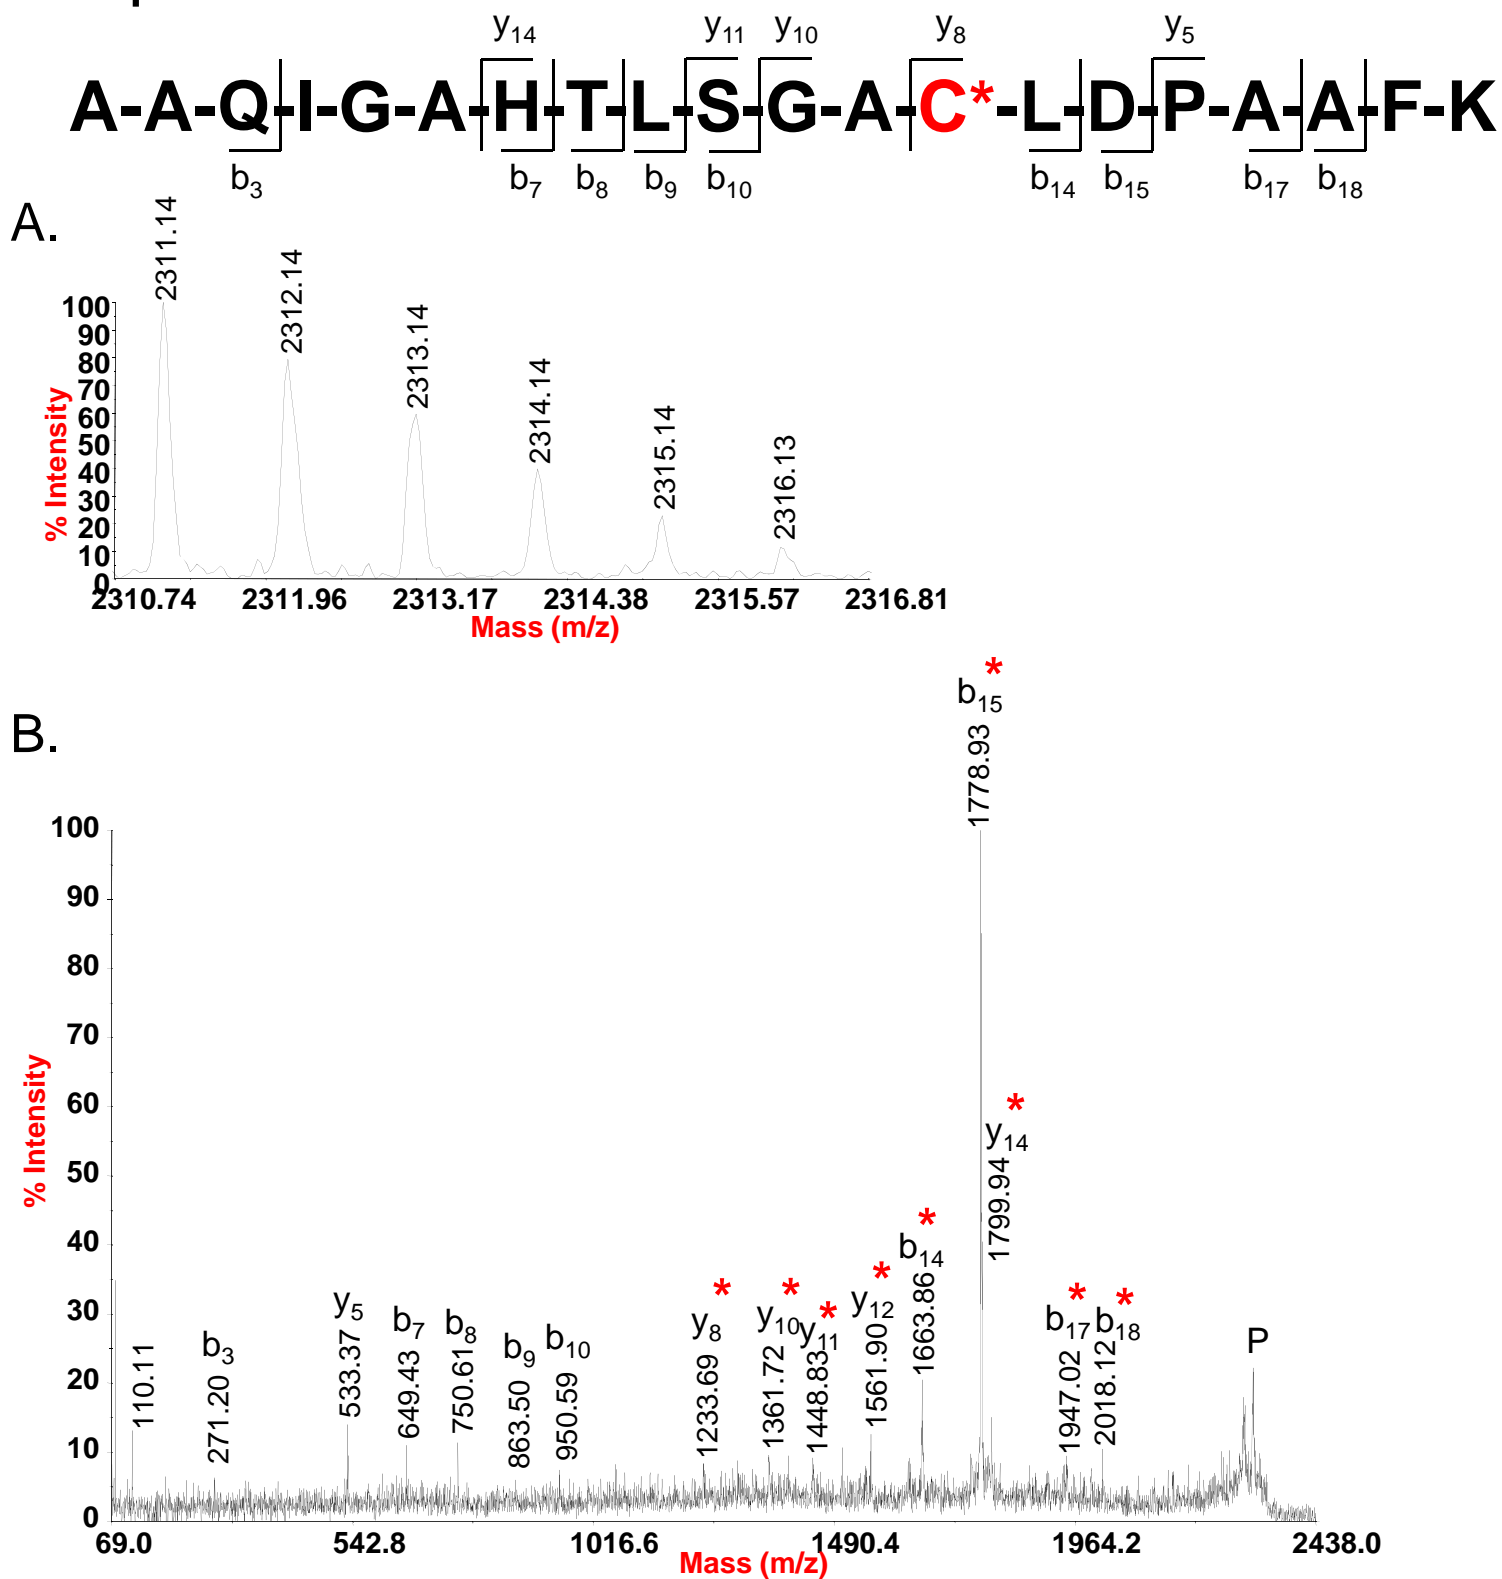 y14 y11 y10 y8 y5
A-A-Q-I-G-A-H-T-L-S-G-A-C*-L-D-P-A-A-F-K
b3 b7 b8 b9 b10 b14 b15 b17 b18
A.
2311.14
2312.14
2313.14
2314.14
2315.14
2316.13
100
90
80
70
60
50
40
30
20
10
0
% Intensity
2310.74 2311.96 2313.17 2314.38 2315.57 2316.81
Mass (m/z)
B.
100
90
80
70
60
50
40
30
20
10
0
% Intensity
110.11
b3
271.20
y5
533.37
b7
649.43
b8
750.61
b9
863.50
b10
950.59
*
y8
1233.69
*
y10
1361.72
*
y11
1448.83
*
y12
1561.90
*
b14
1663.86
*
b15
1778.93
*
y14
1799.94
*
b17
1947.02
*
b18
2018.12
P
69.0 542.8 1016.6 1490.4 1964.2 2438.0
Mass (m/z)